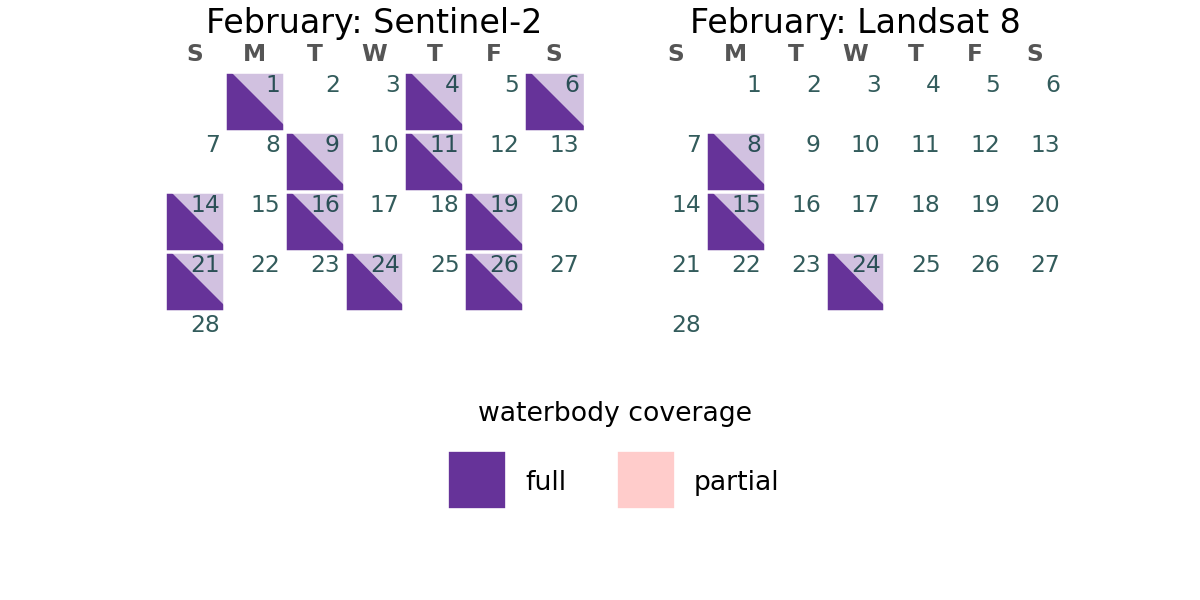 February: Sentinel-2
S M T W T F S
1 2 3 4 5 6
7 8 9 10 11 12 13
14 15 16 17 18 19 20
21 22 23 24 25 26 27
28
February: Landsat 8
S M T W T F S
1 2 3 4 5 6
7 8 9 10 11 12 13
14 15 16 17 18 19 20
21 22 23 24 25 26 27
28
waterbody coverage
full
partial